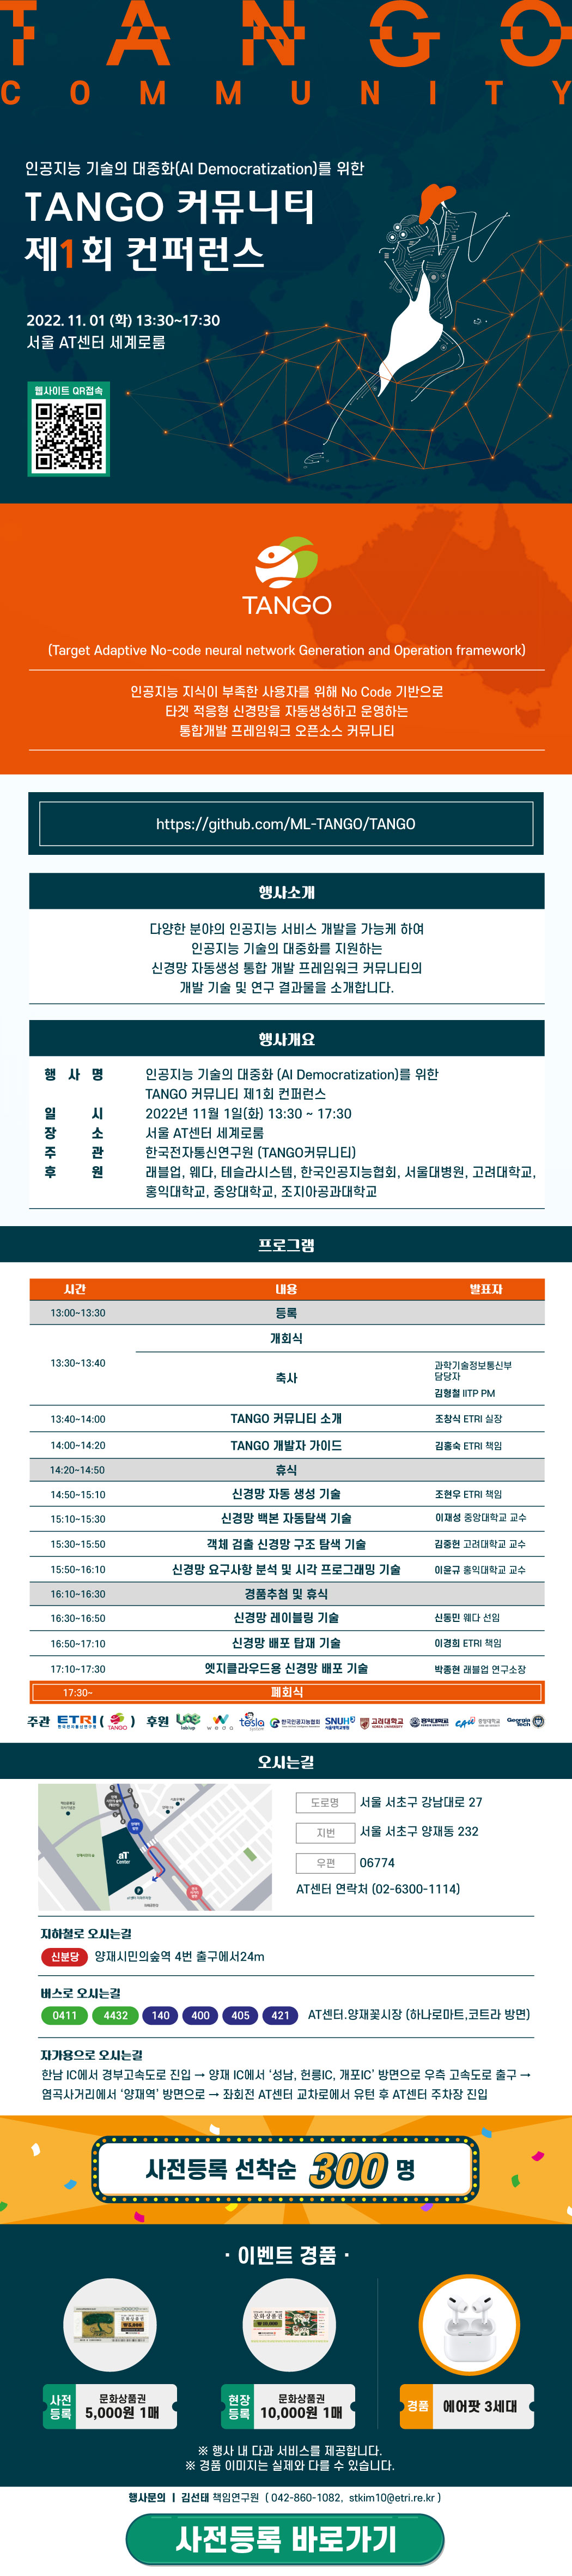 TANGO
COMMUNITY
인공지능 기술의 대중화(AI Democratization)를 위한
TANGO 커뮤니티
제1회 컨퍼런스
2022. 11. 01 (화) 13:30~17:30
서울 AT센터 세계로룸
웹사이트 QR접속
TANGO
(Target Adaptive No-code neural network Generation and Operation framework)
인공지능 지식이 부족한 사용자를 위해 No Code 기반으로
타겟 적응형 신경망을 자동생성하고 운영하는
통합개발 프레임워크 오픈소스 커뮤니티
https://github.com/ML-TANGO/TANGO
행사소개
다양한 분야의 인공지능 서비스 개발을 가능케 하여
인공지능 기술의 대중화를 지원하는
신경망 자동생성 통합 개발 프레임워크 커뮤니티의
개발 기술 및 연구 결과물을 소개합니다.
행사개요
행 사 명 인공지능 기술의 대중화 (AI Democratization)를 위한
TANGO 커뮤니티 제1회 컨퍼런스
일 시 2022년 11월 1일(화) 13:30 ~ 17:30
장 소 서울 AT센터 세계로룸
주 관 한국전자통신연구원 (TANGO커뮤니티)
후 원 래블업, 웨다, 테슬라시스템, 한국인공지능협회, 서울대병원, 고려대학교,
홍익대학교, 중앙대학교, 조지아공과대학교
프로그램
시간 내용 발표자
13:00~13:30 등록
개회식
13:30~13:40 축사 과학기술정보통신부
담당자
김형철 IITP PM
13:40~14:00 TANGO 커뮤니티 소개 조창식 ETRI 실장
14:00~14:20 TANGO 개발자 가이드 김홍숙 ETRI 책임
14:20~14:50 휴식
14:50~15:10 신경망 자동 생성 기술 조현우 ETRI 책임
15:10~15:30 신경망 백본 자동탐색 기술 이재성 중앙대학교 교수
15:30~15:50 객체 검출 신경망 구조 탐색 기술 김중헌 고려대학교 교수
15:50~16:10 신경망 요구사항 분석 및 시각 프로그래밍 기술 이윤규 홍익대학교 교수
16:10~16:30 경품추첨 및 휴식
16:30~16:50 신경망 레이블링 기술 신동민 웨다 선임
16:50~17:10 신경망 배포 탑재 기술 이경희 ETRI 책임
17:10~17:30 엣지클라우드용 신경망 배포 기술 박종현 래블업 연구소장
17:30~ 폐회식
주관 ETRI 한국전자통신연구원 ( TANGO ) 후원 lablup weda tesla system 한국인공지능협회 SNUH 서울대학교병원 고려대학교 KOREA UNIVERSITY 홍익대학교 CAU 중앙대학교 Georgia Tech
오시는길
aT Center
P
도로명 서울 서초구 강남대로 27
지번 서울 서초구 양재동 232
우편 06774
AT센터 연락처 (02-6300-1114)
지하철로 오시는길
신분당 양재시민의숲역 4번 출구에서24m
버스로 오시는길
0411 4432 140 400 405 421 AT센터.양재꽃시장 (하나로마트,코트라 방면)
자가용으로 오시는길
한남 IC에서 경부고속도로 진입 → 양재 IC에서 ‘성남, 헌릉IC, 개포IC’ 방면으로 우측 고속도로 출구 →
염곡사거리에서 ‘양재역’ 방면으로 → 좌회전 AT센터 교차로에서 유턴 후 AT센터 주차장 진입
사전등록 선착순 300 명
· 이벤트 경품 ·
사전
등록
문화상품권
5,000원 1매
현장
등록
문화상품권
10,000원 1매
경품 에어팟 3세대
※ 행사 내 다과 서비스를 제공합니다.
※ 경품 이미지는 실제와 다를 수 있습니다.
행사문의 ㅣ 김선태 책임연구원 ( 042-860-1082, stkim10@etri.re.kr )
사전등록 바로가기